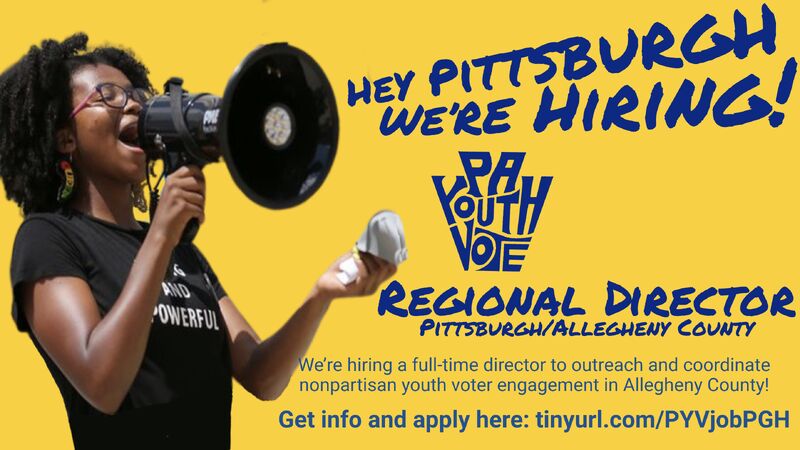 HEY PITTSBURGH
WE'RE HIRING!
PA
YOUTH
VOTE
REGIONAL DIRECTOR
PITTSBURGH/ALLEGHENY COUNTY
We're hiring a full-time director to outreach and coordinate
nonpartisan youth voter engagement in Allegheny County!
Get info and apply here: tinyurl.com/PYVjobPGH
AND
POWERFUL